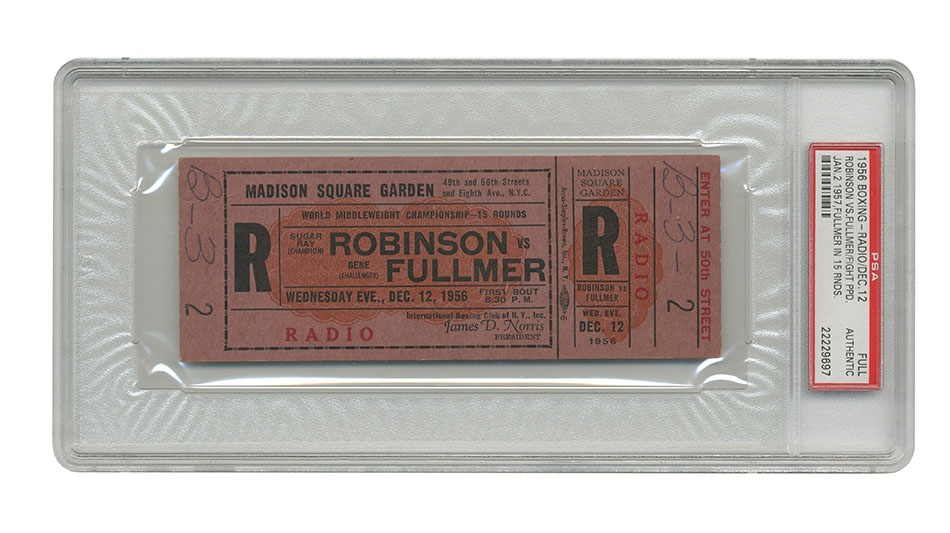 B-3 2
MADISON SQUARE GARDEN
49th and 50th Streets
and Eighth Ave., N.Y.C.
WORLD MIDDLEWEIGHT CHAMPIONSHIP—15 ROUNDS
R
SUGAR
RAY
(CHAMPION)
ROBINSON VS
GENE
(CHALLENGER)
FULLMER
WEDNESDAY EVE., DEC. 12, 1956
FIRST BOUT
8:30 P. M.
International Boxing Club of N. Y., Inc.
James D. Norris
PRESIDENT
RADIO
6
MADISON
SQUARE
GARDEN
R
ROBINSON vs
FULLMER
WED. EVE.
DEC. 12
1956
RADIO
B-3- 2
ENTER AT 50th STREET
PSA
1956 BOXING – RADIO/DEC.12
ROBINSON VS.FULLMER/FIGHT PPD.
JAN.2 1957,FULLMER IN 15 RNDS.
FULL
AUTHENTIC
22229697